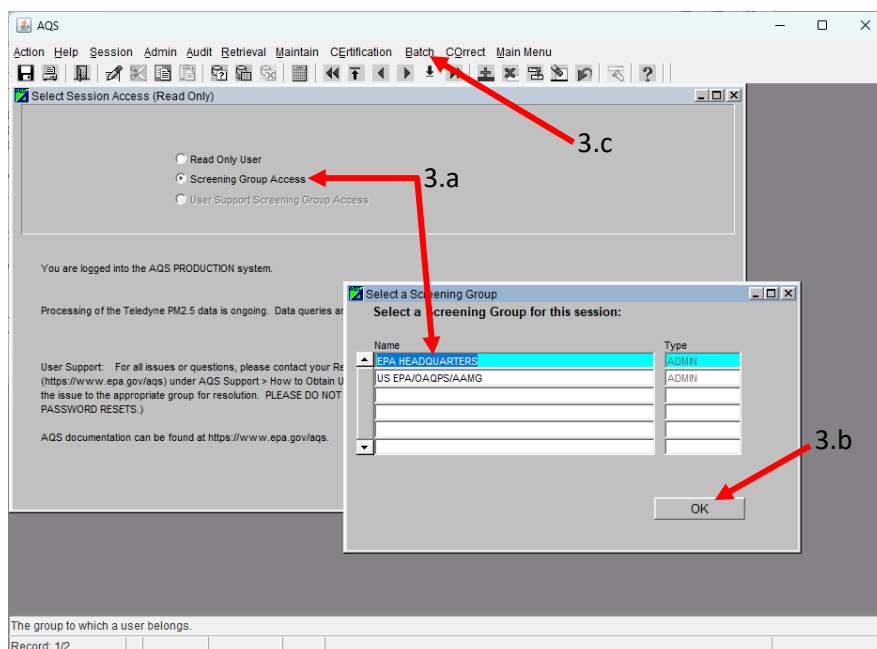 AQS
Action Help Session Admin Audit Retrieval Maintain CErtification Batch COrrect Main Menu
Select Session Access (Read Only)
3.c
Read Only User
Screening Group Access
3.a
User Support Screening Group Access
You are logged into the AQS PRODUCTION system.
Select a Screening Group
Processing of the Teledyne PM2.5 data is ongoing. Data queries ar
Select a Screening Group for this session:
Name Type
EPA HEADQUARTERS ADMIN
US EPA/OAQPS/AAMG ADMIN
User Support: For all issues or questions, please contact your Re
(https://www.epa.gov/aqs) under AQS Support > How to Obtain U
the issue to the appropriate group for resolution. PLEASE DO NOT
PASSWORD RESETS.)
AQS documentation can be found at https://www.epa.gov/aqs.
3.b
OK
The group to which a user belongs.
Record: 1/2